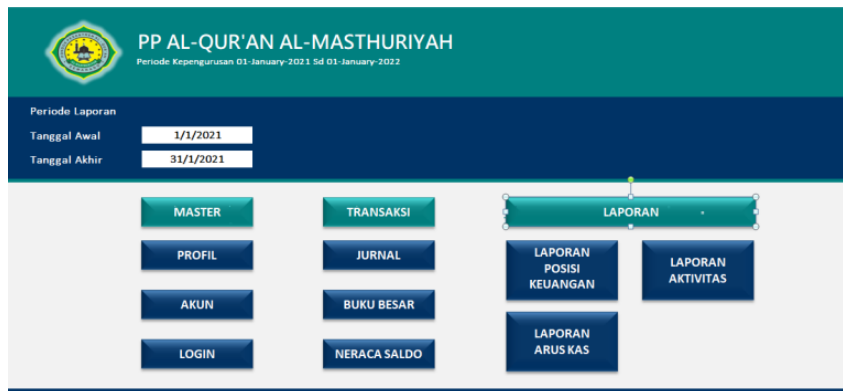 PP AL-QUR'AN AL-MASTHURIYAH
Periode Kepengurusan 01-January-2021 Sd 01-January-2022
Periode Laporan
Tanggal Awal 1/1/2021
Tanggal Akhir 31/1/2021
MASTER TRANSAKSI LAPORAN
PROFIL JURNAL
LAPORAN
POSISI
KEUANGAN
LAPORAN
AKTIVITAS
AKUN BUKU BESAR
LAPORAN
ARUS KAS
LOGIN NERACA SALDO